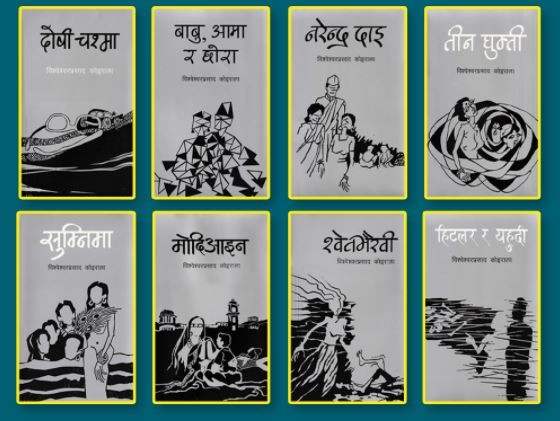 दोषी चश्मा
विश्वेश्वरप्रसाद कोइराला
बाबु, आमा
र छोरा
विश्वेश्वरप्रसाद कोइराला
नरेन्द्र दाइ
विश्वेश्वरप्रसाद कोइराला
तीन घुम्ती
विश्वेश्वरप्रसाद कोइराला
सुम्निमा
विश्वेश्वरप्रसाद कोइराला
मोदिआइन
विश्वेश्वरप्रसाद कोइराला
श्वेतभैरवी
विश्वेश्वरप्रसाद कोइराला
हिटलर र यहुदी
विश्वेश्वरप्रसाद कोइराला